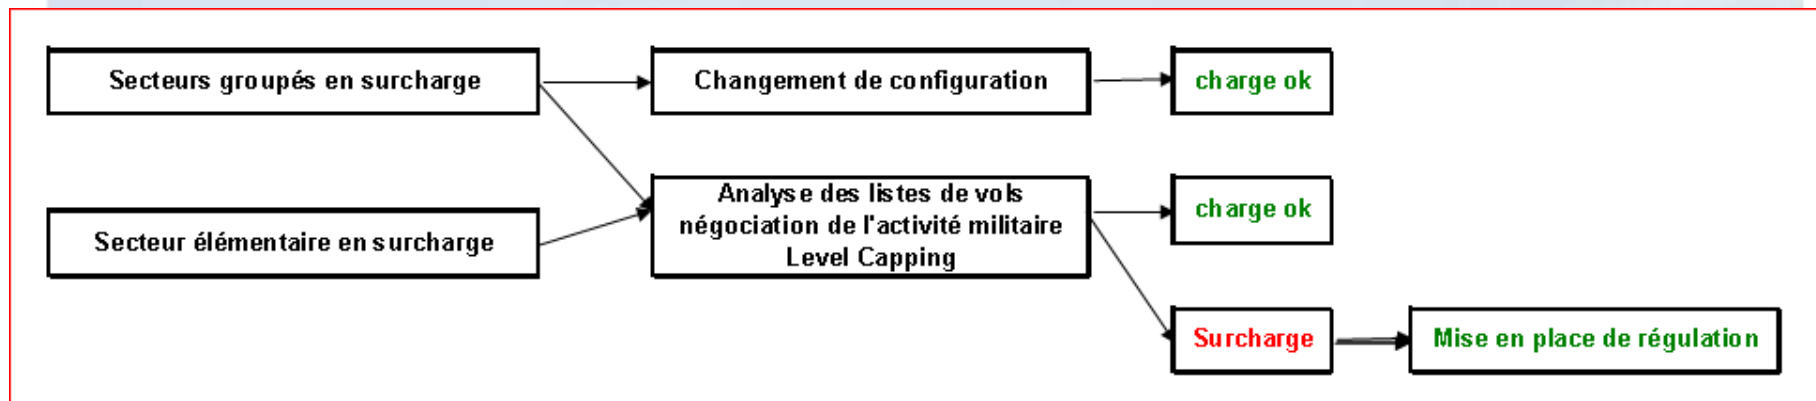 Secteurs groupés en surcharge
Changement de configuration
charge ok
Secteur élémentaire en surcharge
Analyse des listes de vols
négociation de l'activité militaire
Level Capping
charge ok
Surcharge
Mise en place de régulation